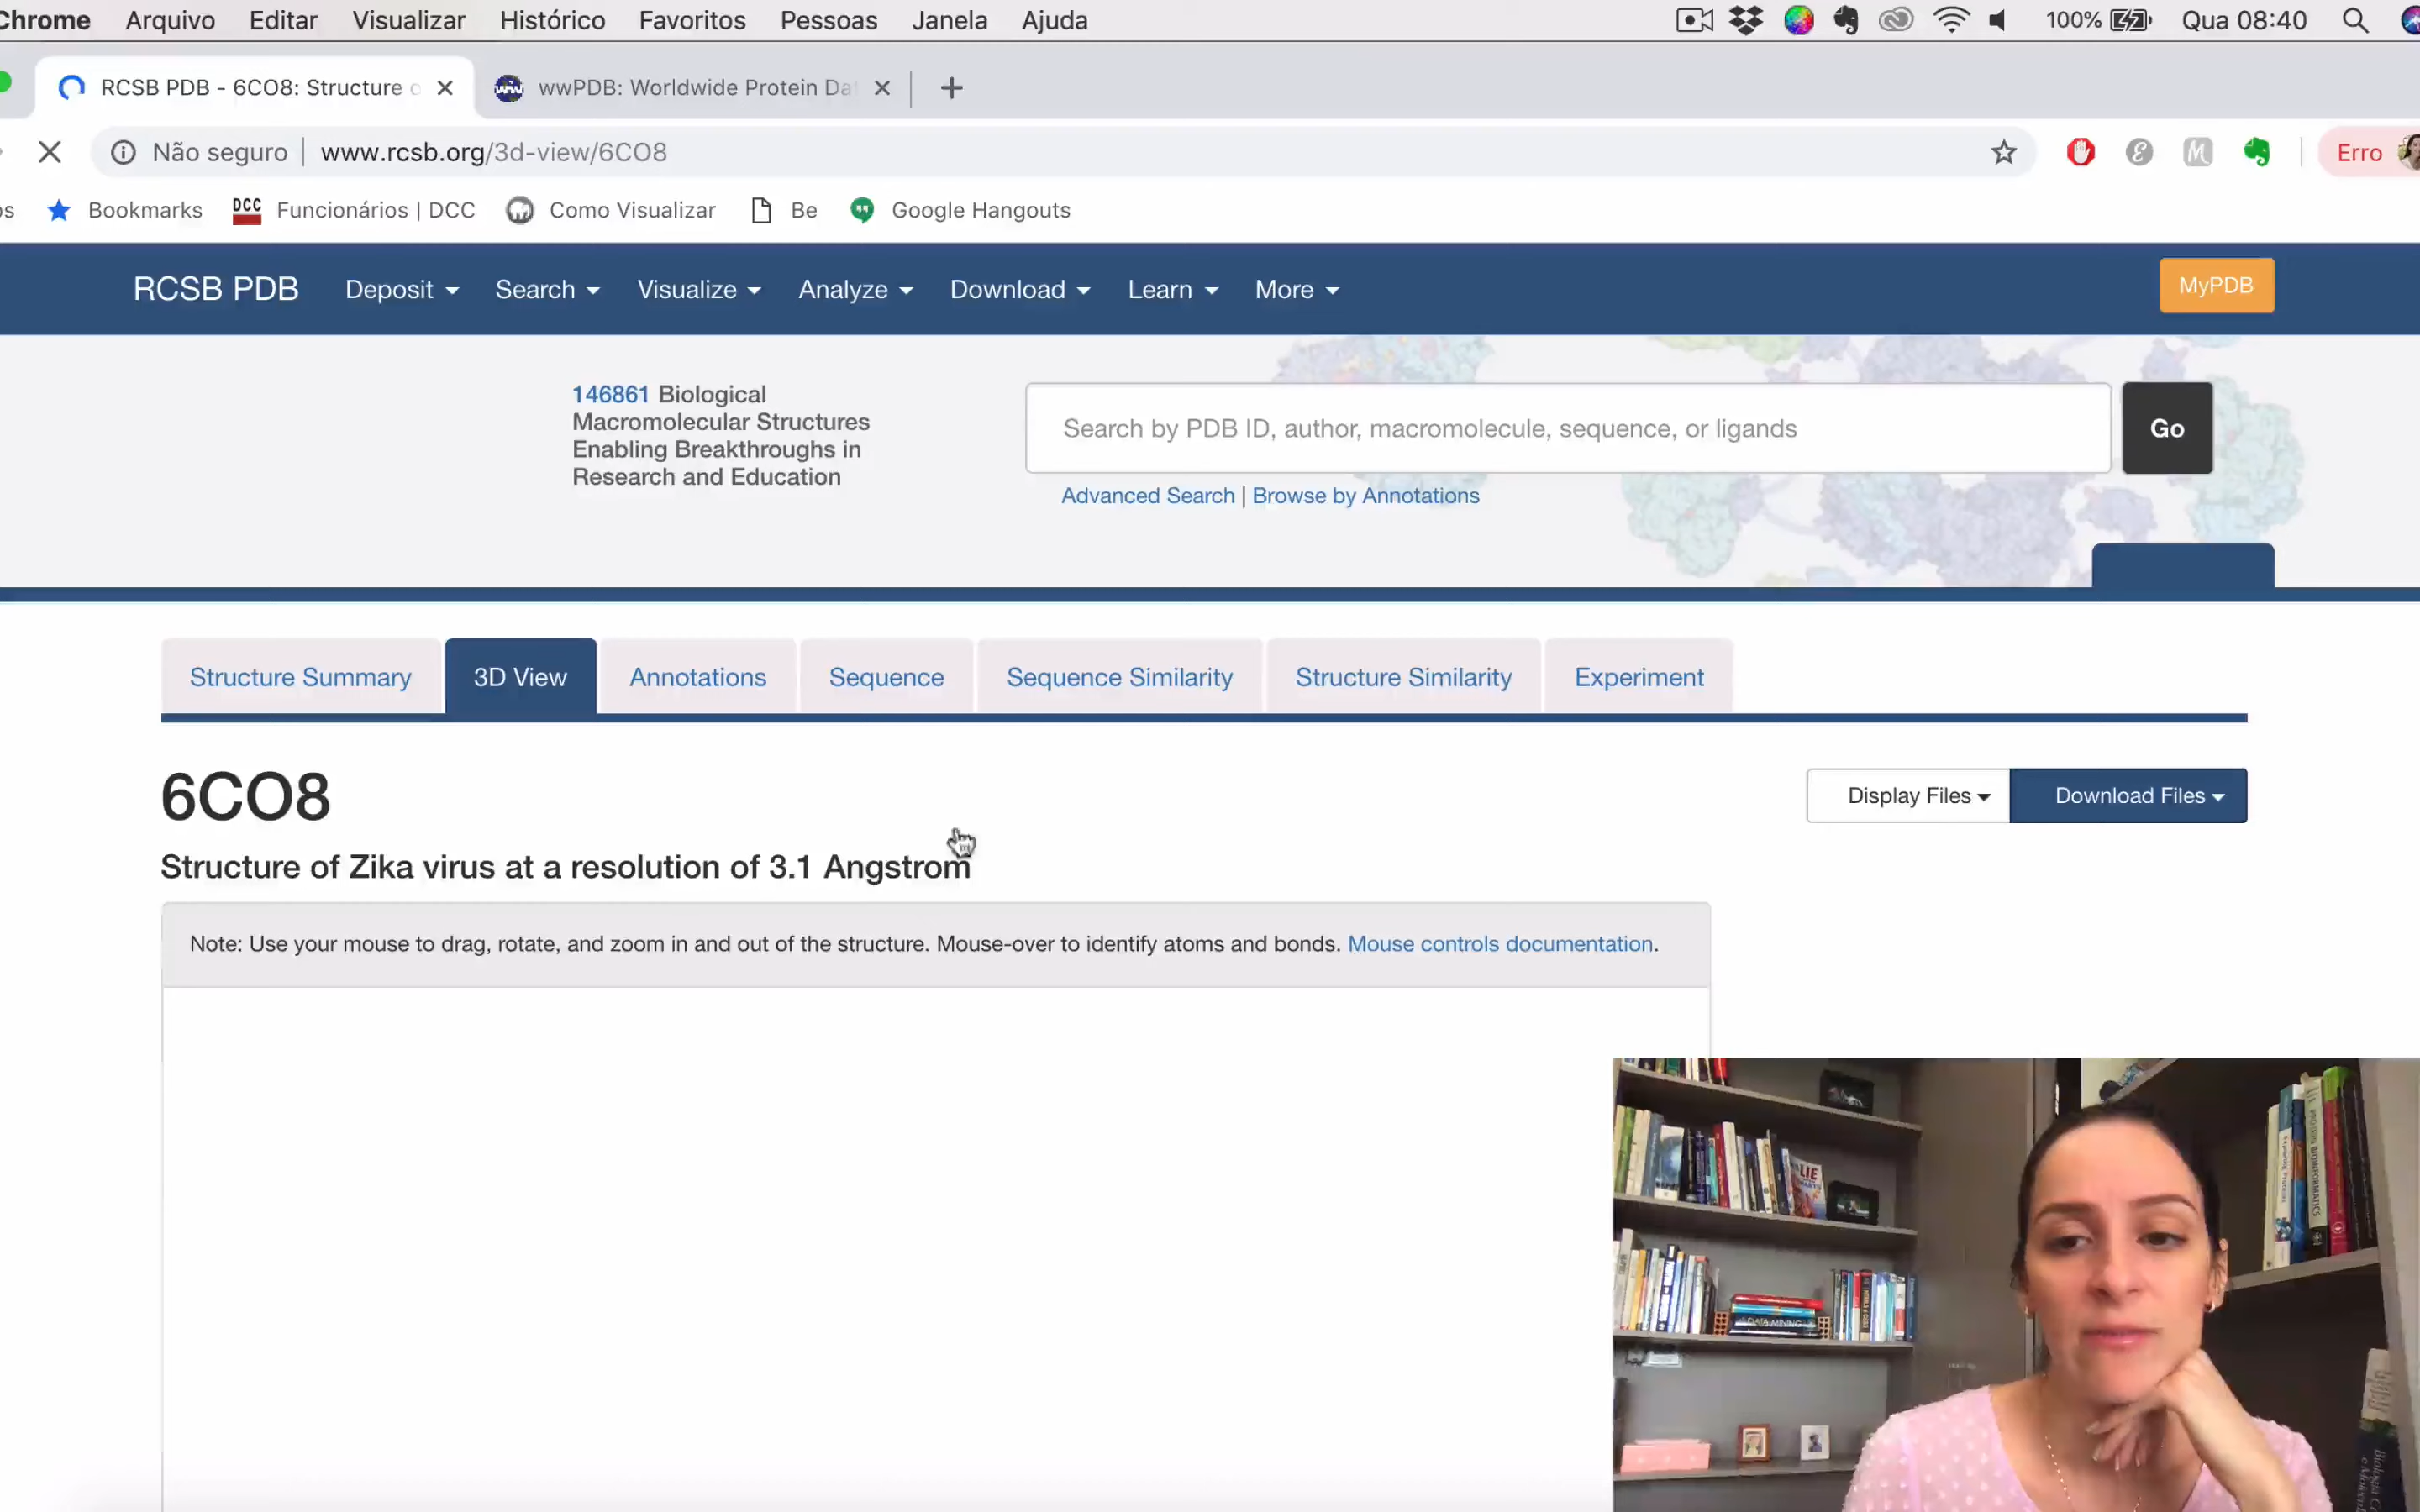 Chrome Arquivo Editar Visualizar Histórico Favoritos Pessoas Janela Ajuda 100% Qua 08:40
RCSB PDB - 6CO8: Structure o wwPDB: Worldwide Protein Da
Não seguro www.rcsb.org/3d-view/6CO8 Erro
os Bookmarks DCC Funcionários | DCC Como Visualizar Be Google Hangouts
RCSB PDB Deposit Search Visualize Analyze Download Learn More MyPDB
146861 Biological
Macromolecular Structures
Enabling Breakthroughs in
Research and Education
Search by PDB ID, author, macromolecule, sequence, or ligands Go
Advanced Search | Browse by Annotations
Structure Summary 3D View Annotations Sequence Sequence Similarity Structure Similarity Experiment
6CO8
Display Files Download Files
Structure of Zika virus at a resolution of 3.1 Angstrom
Note: Use your mouse to drag, rotate, and zoom in and out of the structure. Mouse-over to identify atoms and bonds. Mouse controls documentation.
LIE
DATA MINING